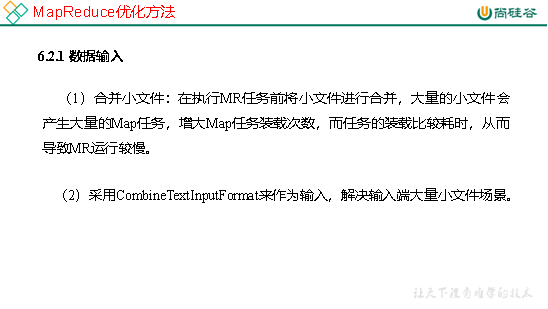 MapReduce优化方法
尚硅谷
6.2.1 数据输入
（1）合并小文件：在执行MR任务前将小文件进行合并，大量的小文件会
产生大量的Map任务，增大Map任务装载次数，而任务的装载比较耗时，从而
导致MR运行较慢。
（2）采用CombineTextInputFormat来作为输入，解决输入端大量小文件场景。
让天下没有难学的技术